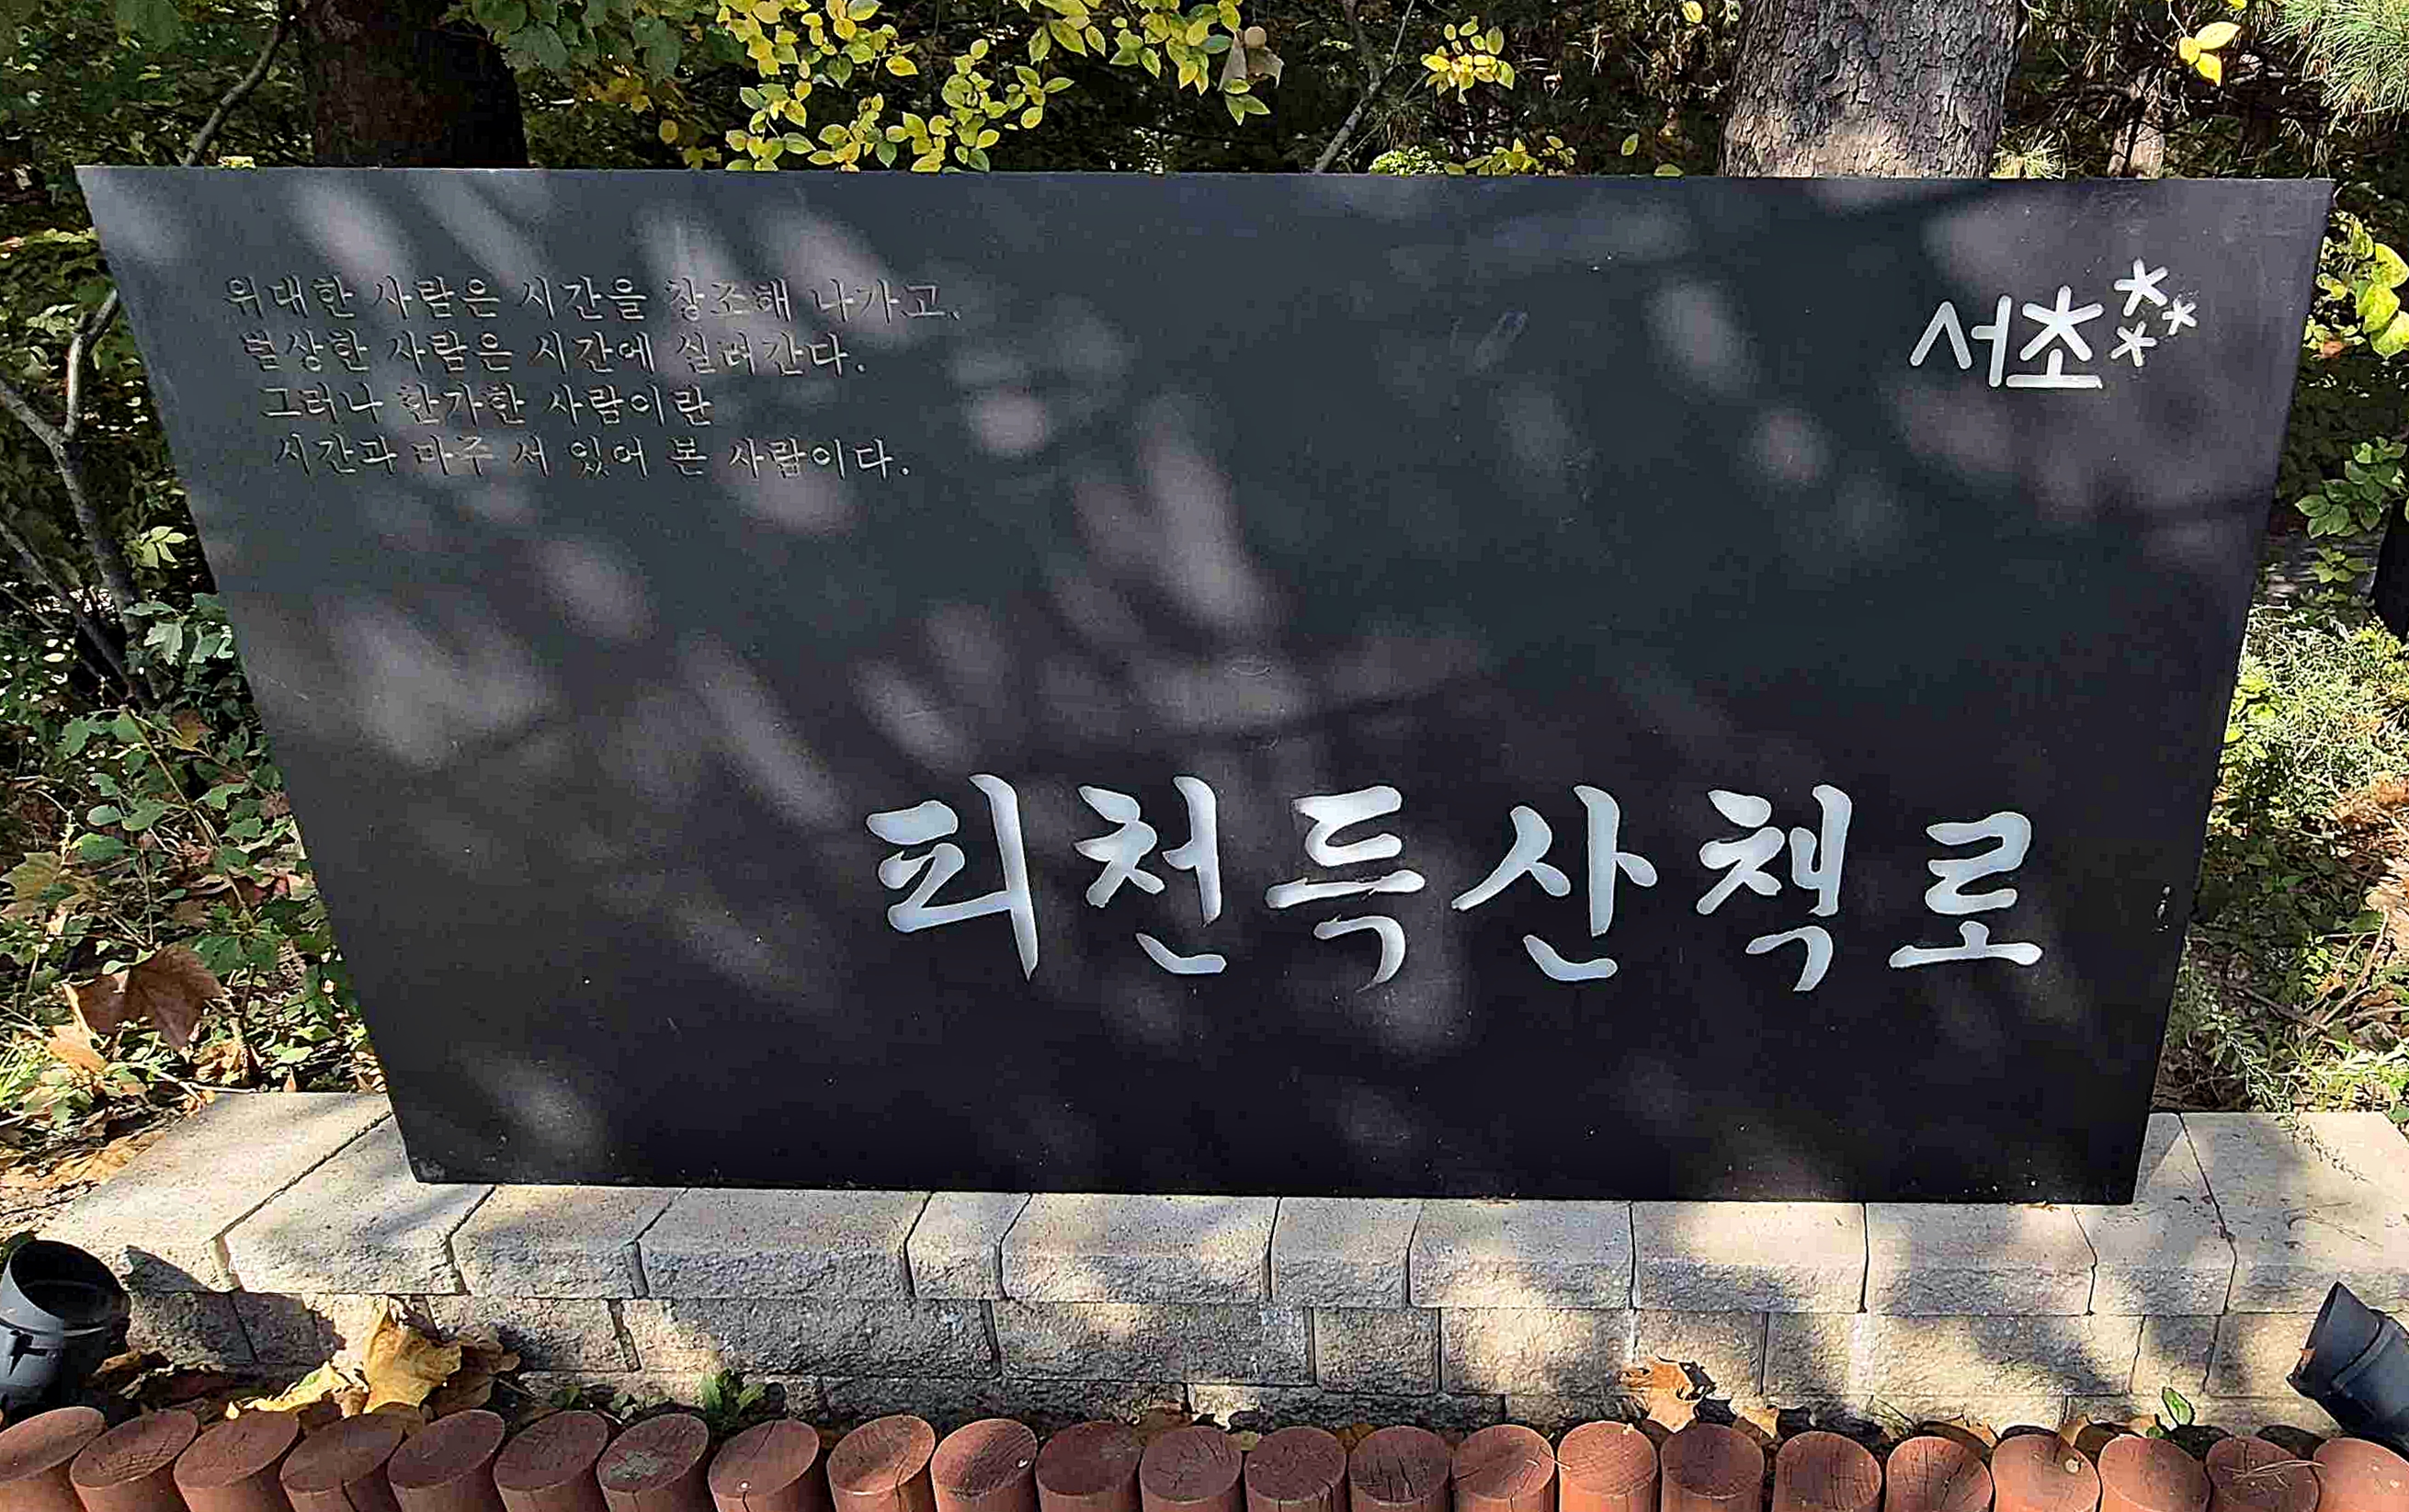 위대한 사람은 시간을 창조해 나가고,
범상한 사람은 시간에 실려간다.
그러나 한가한 사람이란
시간과 마주 서 있어 본 사람이다.
서초
피천득산책로